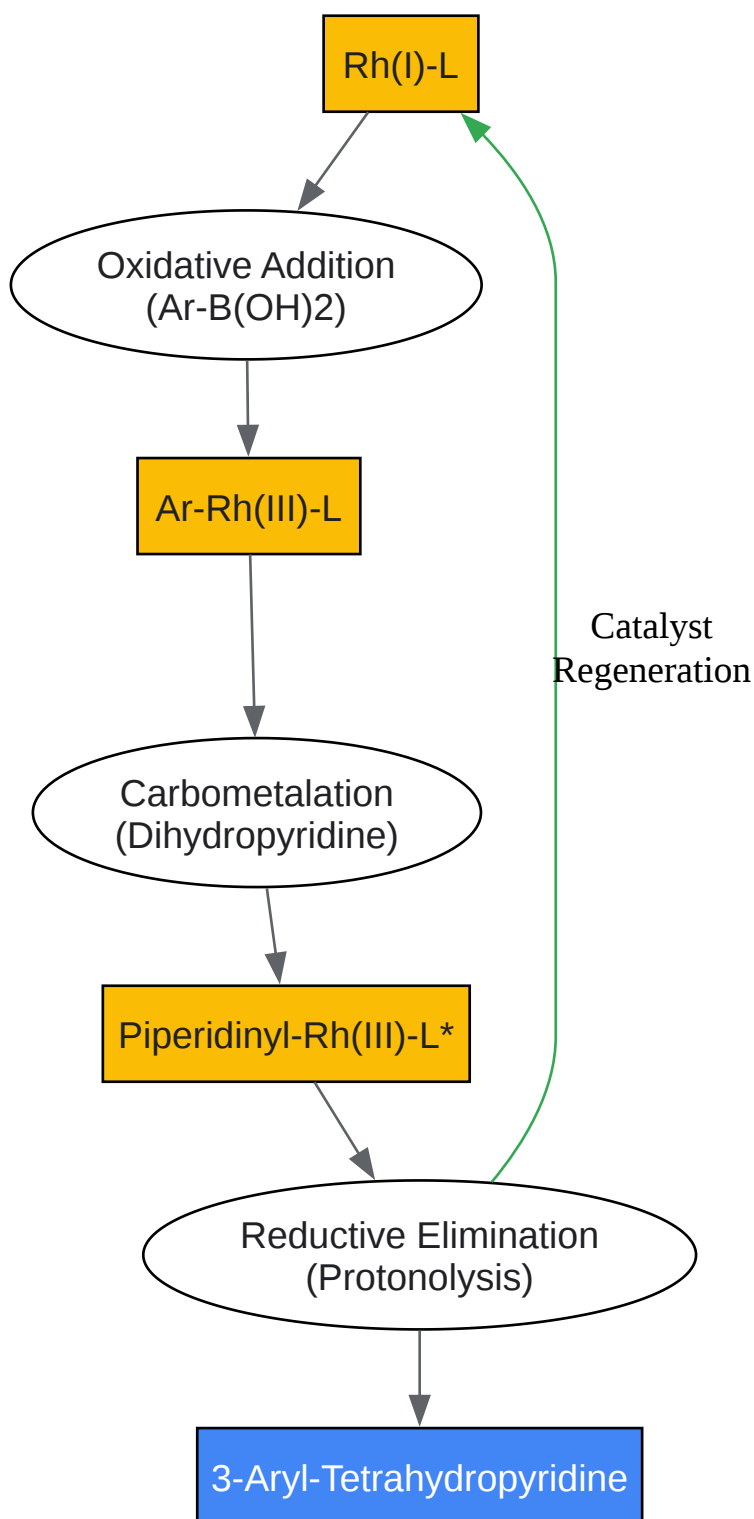 Rh(I)-L
Oxidative Addition
(Ar-B(OH)2)
Ar-Rh(III)-L
Catalyst
Regeneration
Carbometalation
(Dihydropyridine)
Piperidinyl-Rh(III)-L*
Reductive Elimination
(Protonolysis)
3-Aryl-Tetrahydropyridine